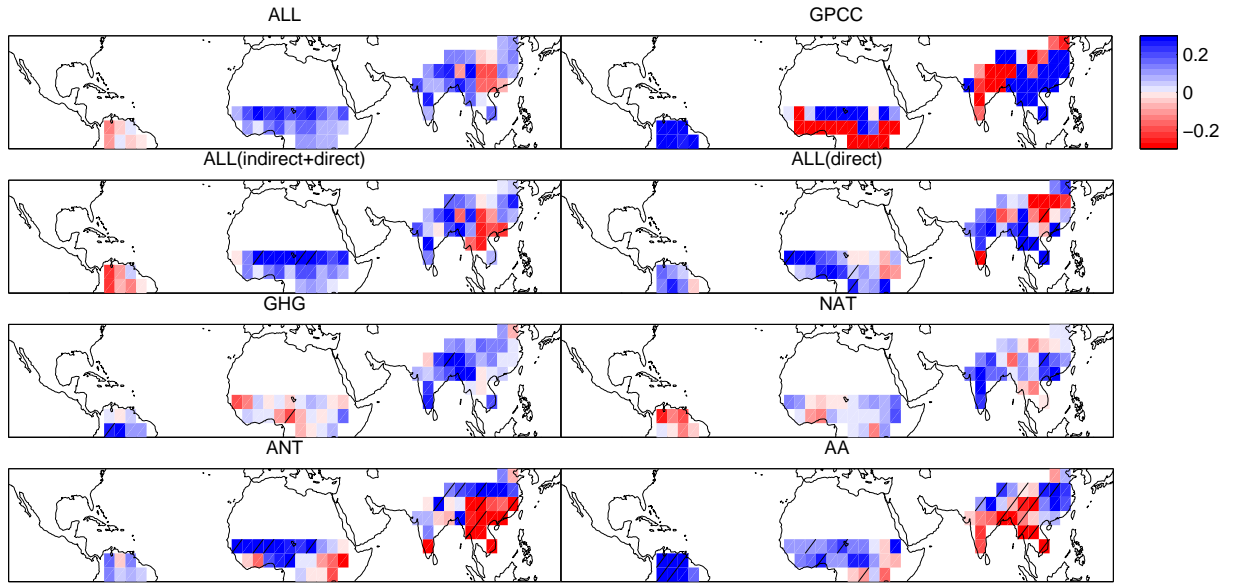 ALL
GPCC
0.2
0
−0.2
ALL(indirect+direct)
ALL(direct)
GHG
NAT
ANT
AA